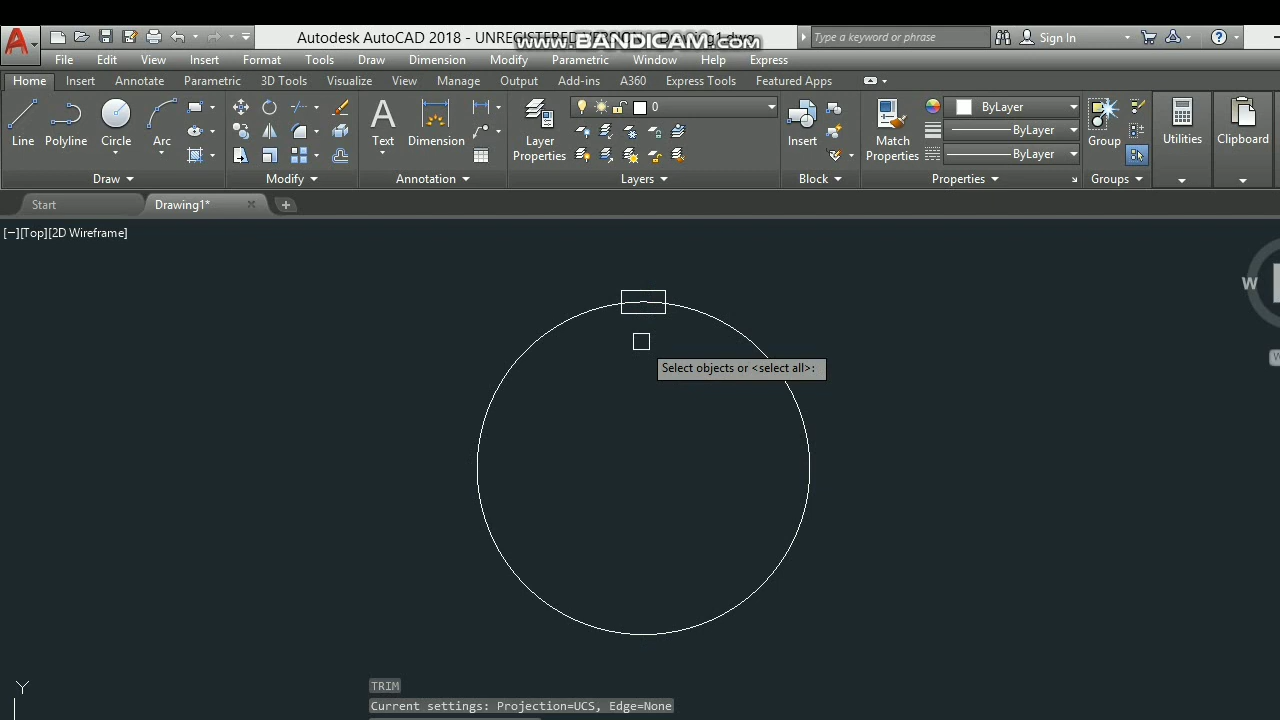 Autodesk AutoCAD 2018 - UNREGISTERED VERSION - Drawing1.dwg
www.BANDICAM.com
Type a keyword or phrase
Sign In
File Edit View Insert Format Tools Draw Dimension Modify Parametric Window Help Express
Home Insert Annotate Parametric 3D Tools Visualize View Manage Output Add-ins A360 Express Tools Featured Apps
Line Polyline Circle Arc
Text Dimension
Layer Properties
0
Insert
Match Properties
ByLayer
ByLayer
ByLayer
Group
Utilities
Clipboard
Draw Modify Annotation Layers Block Properties Groups
Start Drawing1*
[−][Top][2D Wireframe]
W
Select objects or <select all>:
Y
TRIM
Current settings: Projection=UCS, Edge=None